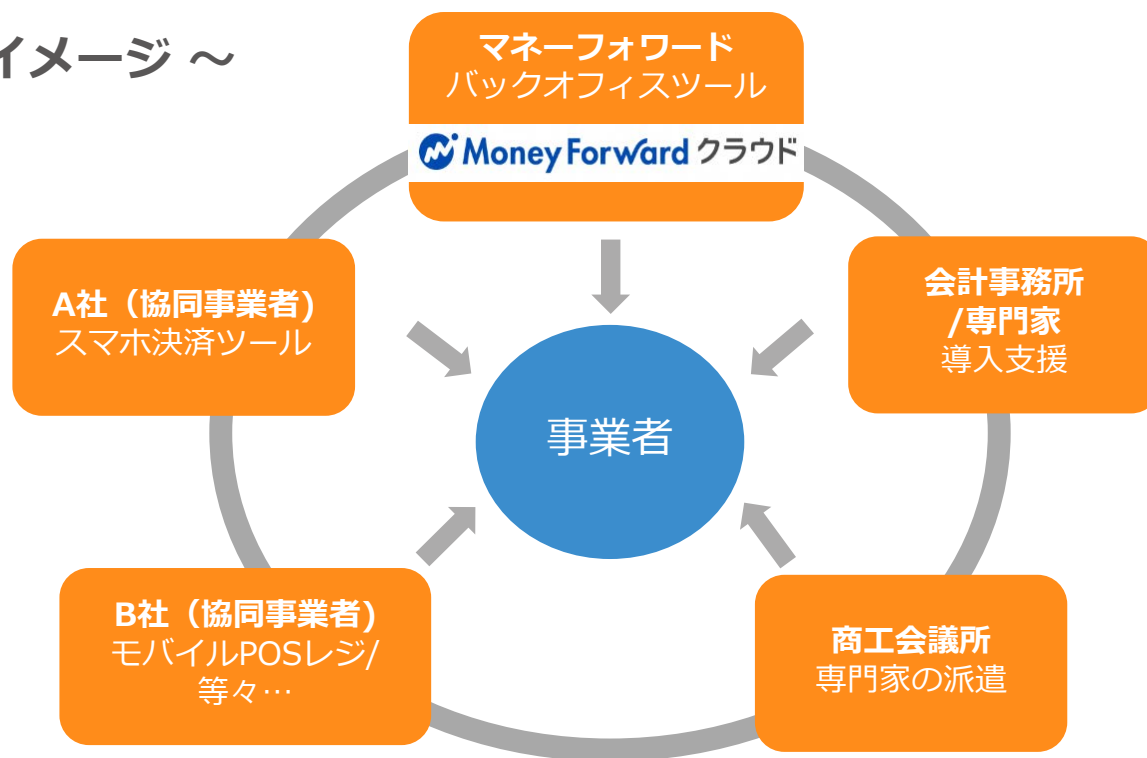 イメージ ～
マネーフォワード
バックオフィスツール
Money Forward クラウド
A社（協同事業者)
スマホ決済ツール
会計事務所
/専門家
導入支援
事業者
B社（協同事業者)
モバイルPOSレジ/
等々…
商工会議所
専門家の派遣